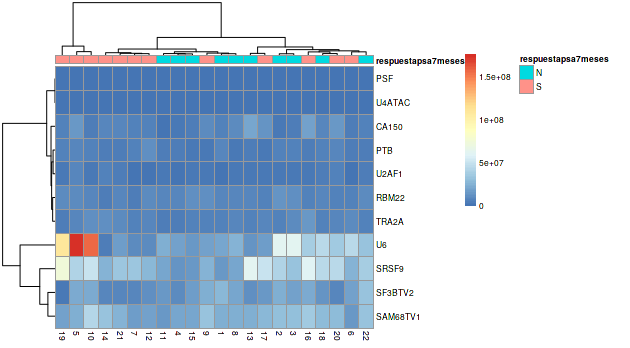 respuestapsa7meses
PSF
U4ATAC
CA150
PTB
U2AF1
RBM22
TRA2A
U6
SRSF9
SF3BTV2
SAM68TV1
19 5 10 14 21 7 12 11 4 15 9 1 8 13 17 2 3 16 18 20 6 22
1.5e+08
1e+08
5e+07
0
respuestapsa7meses
N
S